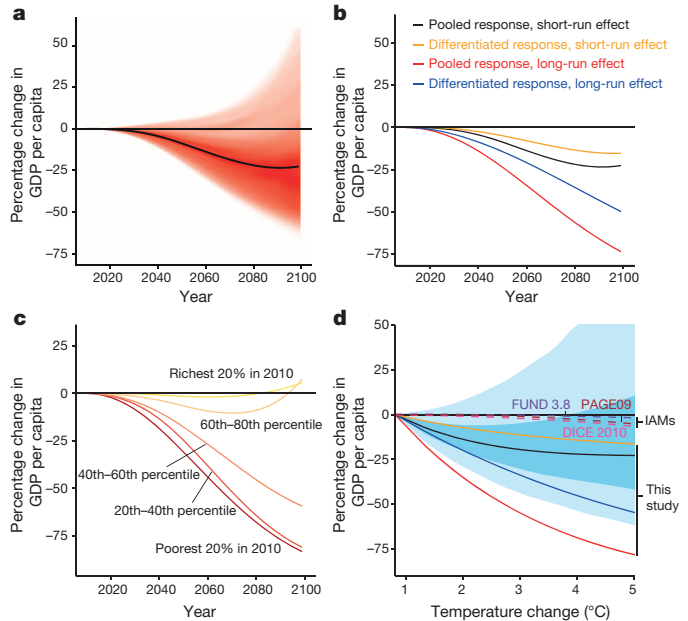 a
Percentage change in
GDP per capita
50
25
0
−25
−50
−75
2020 2040 2060 2080 2100
Year
b
Pooled response, short-run effect
Differentiated response, short-run effect
Pooled response, long-run effect
Differentiated response, long-run effect
Percentage change in
GDP per capita
50
25
0
−25
−50
−75
2020 2040 2060 2080 2100
Year
c
Percentage change in
GDP per capita
25
0
−25
−50
−75
Richest 20% in 2010
60th–80th percentile
40th–60th percentile
20th–40th percentile
Poorest 20% in 2010
2020 2040 2060 2080 2100
Year
d
Percentage change in
GDP per capita
50
25
0
−25
−50
−75
FUND 3.8 PAGE09
DICE 2010
IAMs
This
study
1 2 3 4 5
Temperature change (°C)